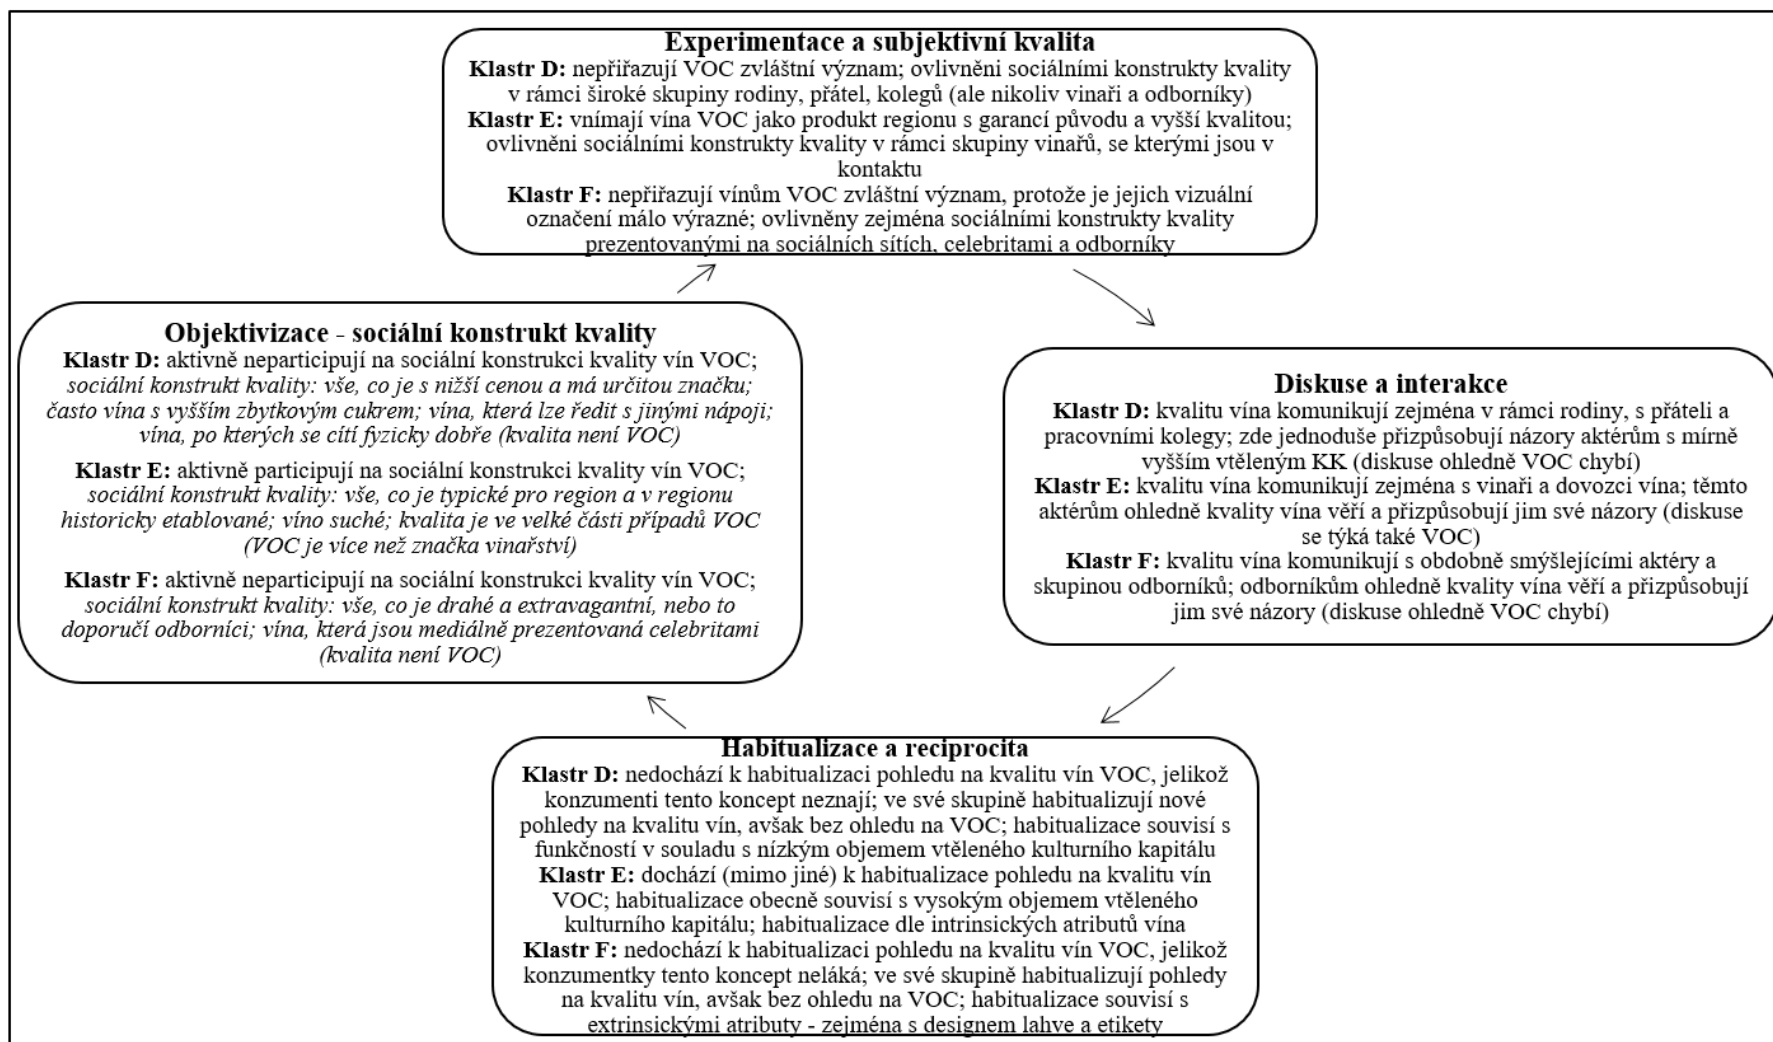 Experimentace a subjektivní kvalita
Klastr D: nepřiřazují VOC zvláštní význam; ovlivněni sociálními konstrukty kvality
v rámci široké skupiny rodiny, přátel, kolegů (ale nikoliv vinaři a odborníky)
Klastr E: vnímají vína VOC jako produkt regionu s garancí původu a vyšší kvalitou;
ovlivněni sociálními konstrukty kvality v rámci skupiny vinařů, se kterými jsou v
kontaktu
Klastr F: nepřiřazují vínům VOC zvláštní význam, protože je jejich vizuální
označení málo výrazné; ovlivněny zejména sociálními konstrukty kvality
prezentovanými na sociálních sítích, celebritami a odborníky
Objektivizace - sociální konstrukt kvality
Klastr D: aktivně neparticipují na sociální konstrukci kvality vín VOC;
sociální konstrukt kvality: vše, co je s nižší cenou a má určitou značku;
často vína s vyšším zbytkovým cukrem; vína, která lze ředit s jinými nápoji;
vína, po kterých se cítí fyzicky dobře (kvalita není VOC)
Klastr E: aktivně participují na sociální konstrukci kvality vín VOC;
sociální konstrukt kvality: vše, co je typické pro region a v regionu
historicky etablované; víno suché; kvalita je ve velké části případů VOC
(VOC je více než značka vinařství)
Klastr F: aktivně neparticipují na sociální konstrukci kvality vín VOC;
sociální konstrukt kvality: vše, co je drahé a extravagantní, nebo to
doporučí odborníci; vína, která jsou mediálně prezentovaná celebritami
(kvalita není VOC)
Diskuse a interakce
Klastr D: kvalitu vína komunikují zejména v rámci rodiny, s přáteli a
pracovními kolegy; zde jednoduše přizpůsobují názory aktérům s mírně
vyšším vtěleným KK (diskuse ohledně VOC chybí)
Klastr E: kvalitu vína komunikují zejména s vinaři a dovozci vína; těmto
aktérům ohledně kvality vína věří a přizpůsobují jim své názory (diskuse
se týká také VOC)
Klastr F: kvalitu vína komunikují s obdobně smýšlejícími aktéry a
skupinou odborníků; odborníkům ohledně kvality vína věří a přizpůsobují
jim své názory (diskuse ohledně VOC chybí)
Habitualizace a reciprocita
Klastr D: nedochází k habitualizaci pohledu na kvalitu vín VOC, jelikož
konzumenti tento koncept neznají; ve své skupině habitualizují nové
pohledy na kvalitu vín, avšak bez ohledu na VOC; habitualizace souvisí s
funkčností v souladu s nízkým objemem vtěleného kulturního kapitálu
Klastr E: dochází (mimo jiné) k habitualizace pohledu na kvalitu vín
VOC; habitualizace obecně souvisí s vysokým objemem vtěleného
kulturního kapitálu; habitualizace dle intrinsických atributů vína
Klastr F: nedochází k habitualizaci pohledu na kvalitu vín VOC, jelikož
konzumentky tento koncept neláká; ve své skupině habitualizují pohledy
na kvalitu vín, avšak bez ohledu na VOC; habitualizace souvisí s
extrinsickými atributy - zejména s designem lahve a etikety